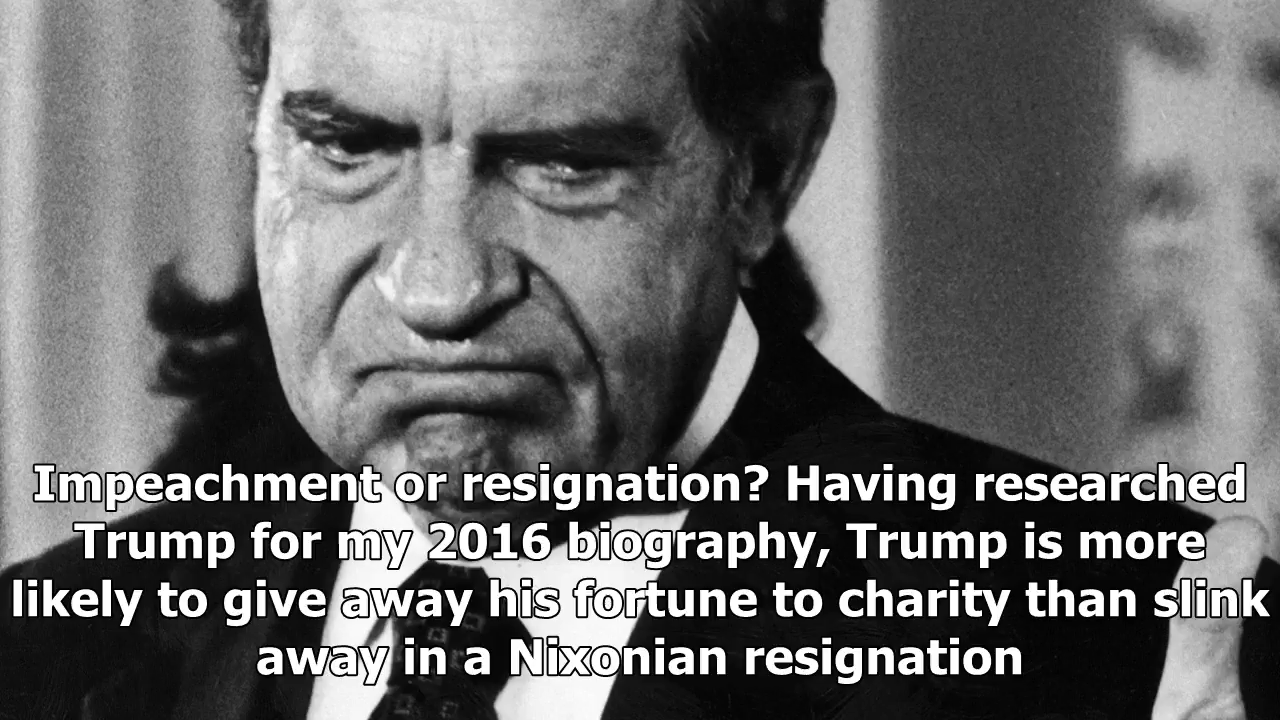 Impeachment or resignation? Having researched
Trump for my 2016 biography, Trump is more
likely to give away his fortune to charity than slink
away in a Nixonian resignation